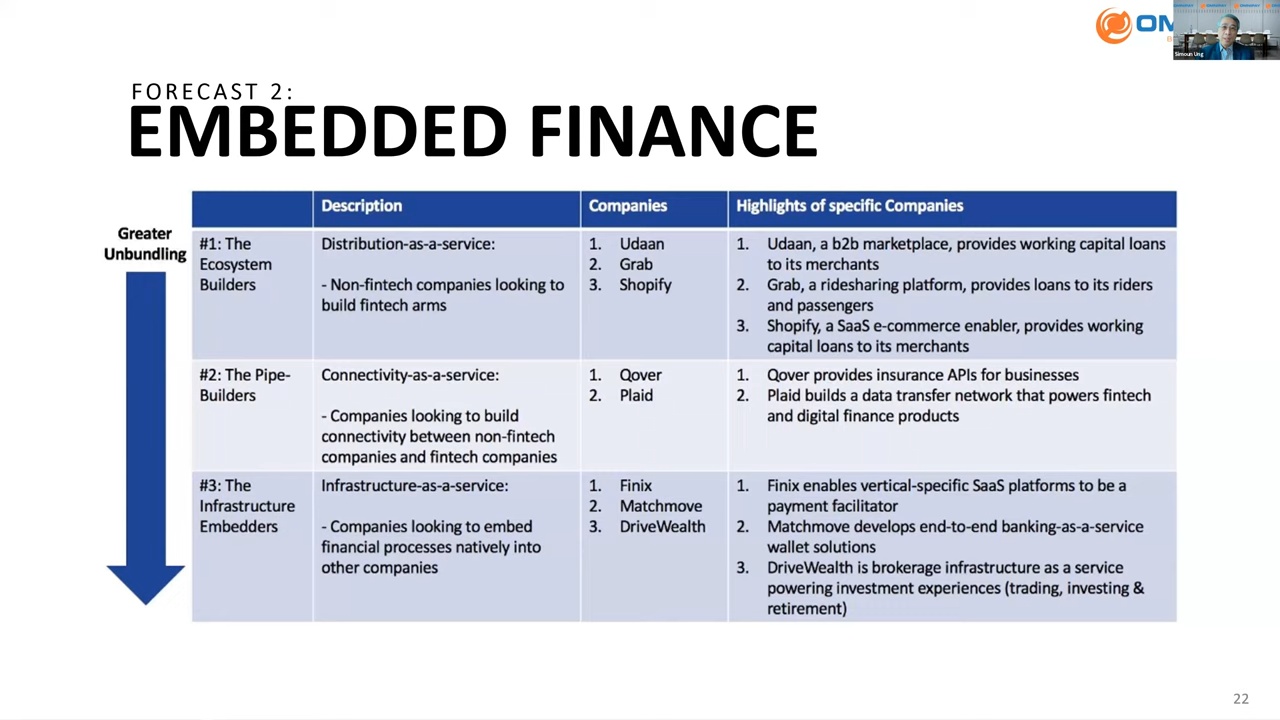 OM
Simoun Ung
FORECAST 2:
EMBEDDED FINANCE
Greater
Unbundling
Description
Companies
Highlights of specific Companies
#1: The
Ecosystem
Builders
Distribution-as-a-service:
- Non-fintech companies looking to
build fintech arms
1. Udaan
2. Grab
3. Shopify
1. Udaan, a b2b marketplace, provides working capital loans
to its merchants
2. Grab, a ridesharing platform, provides loans to its riders
and passengers
3. Shopify, a SaaS e-commerce enabler, provides working
capital loans to its merchants
#2: The Pipe-
Builders
Connectivity-as-a-service:
- Companies looking to build
connectivity between non-fintech
companies and fintech companies
1. Qover
2. Plaid
1. Qover provides insurance APIs for businesses
2. Plaid builds a data transfer network that powers fintech
and digital finance products
#3: The
Infrastructure
Embedders
Infrastructure-as-a-service:
- Companies looking to embed
financial processes natively into
other companies
1. Finix
2. Matchmove
3. DriveWealth
1. Finix enables vertical-specific SaaS platforms to be a
payment facilitator
2. Matchmove develops end-to-end banking-as-a-service
wallet solutions
3. DriveWealth is brokerage infrastructure as a service
powering investment experiences (trading, investing &
retirement)
22